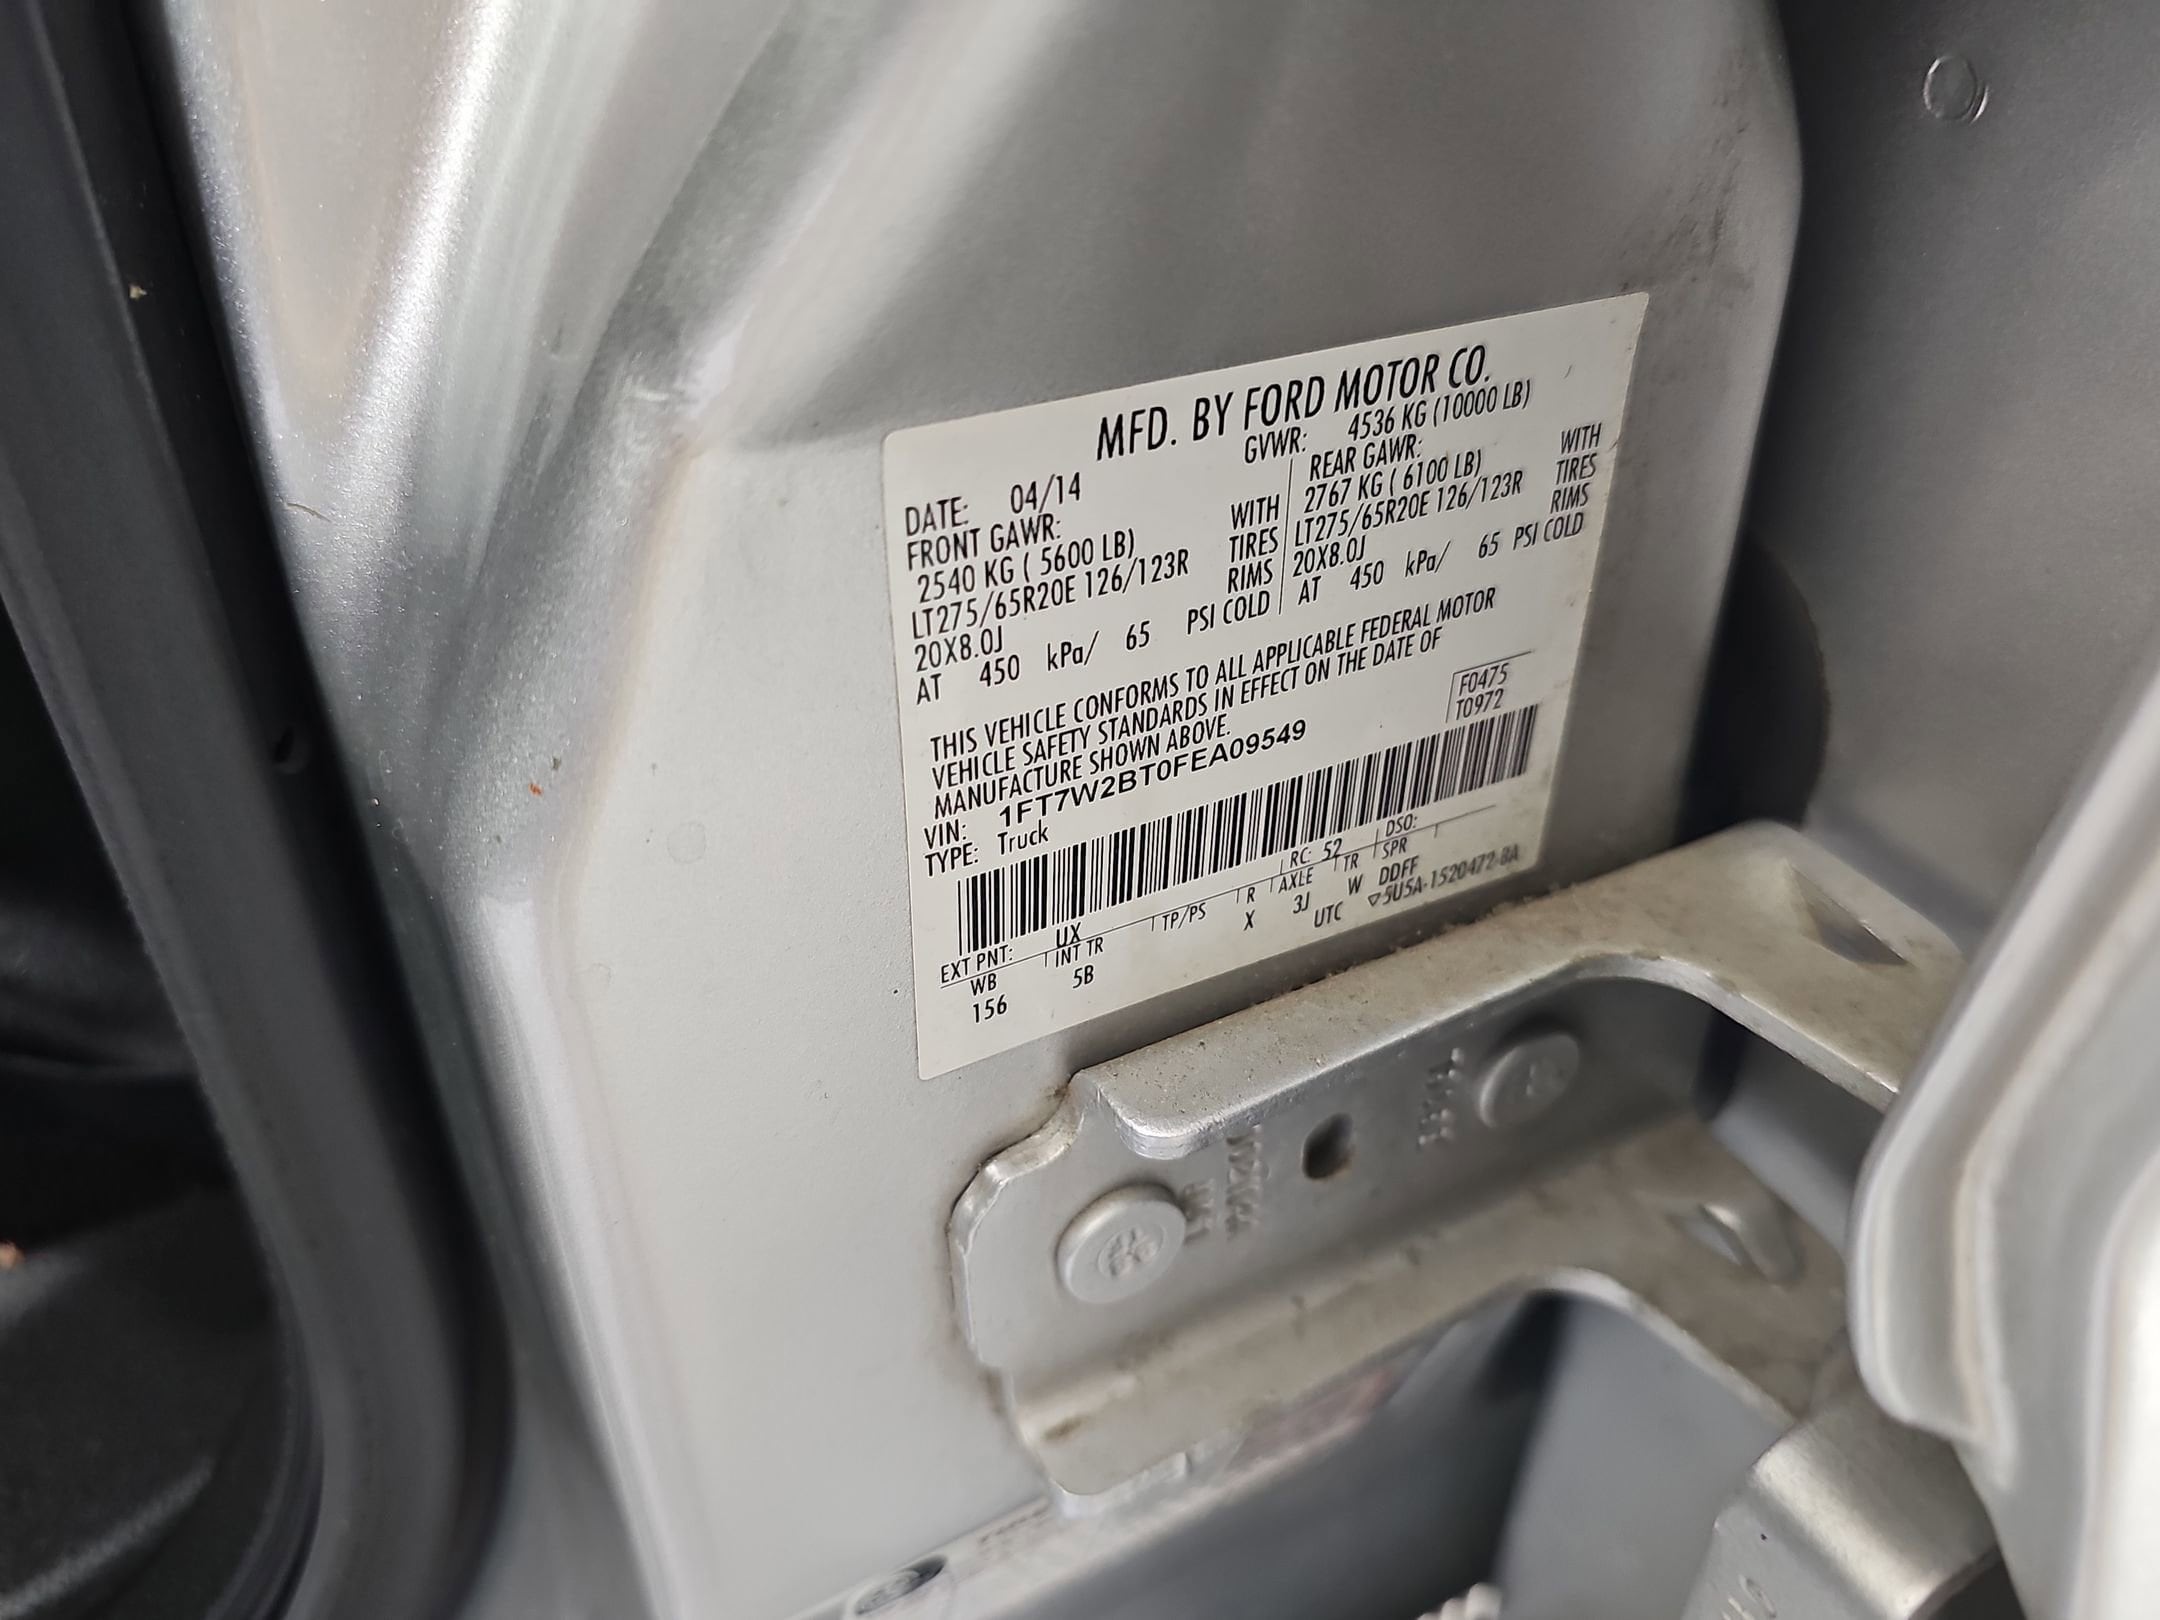 MFD. BY FORD MOTOR CO.
DATE: 04/14 GVWR: 4536 KG (10000 LB)
FRONT GAWR: REAR GAWR:
2540 KG ( 5600 LB) WITH 2767 KG ( 6100 LB) WITH
LT275/65R20E 126/123R TIRES LT275/65R20E 126/123R TIRES
20X8.0J RIMS 20X8.0J RIMS
AT 450 kPa/ 65 PSI COLD AT 450 kPa/ 65 PSI COLD
THIS VEHICLE CONFORMS TO ALL APPLICABLE FEDERAL MOTOR
VEHICLE SAFETY STANDARDS IN EFFECT ON THE DATE OF
MANUFACTURE SHOWN ABOVE.
F0475
T0972
VIN: 1FT7W2BT0FEA09549
TYPE: Truck
EXT PNT: UX RC: 52 DSO:
WB INT TR TP/PS R AXLE TR SPR
156 5B X 3J W DDFF
UTC ▽5U5A-1520472-BA